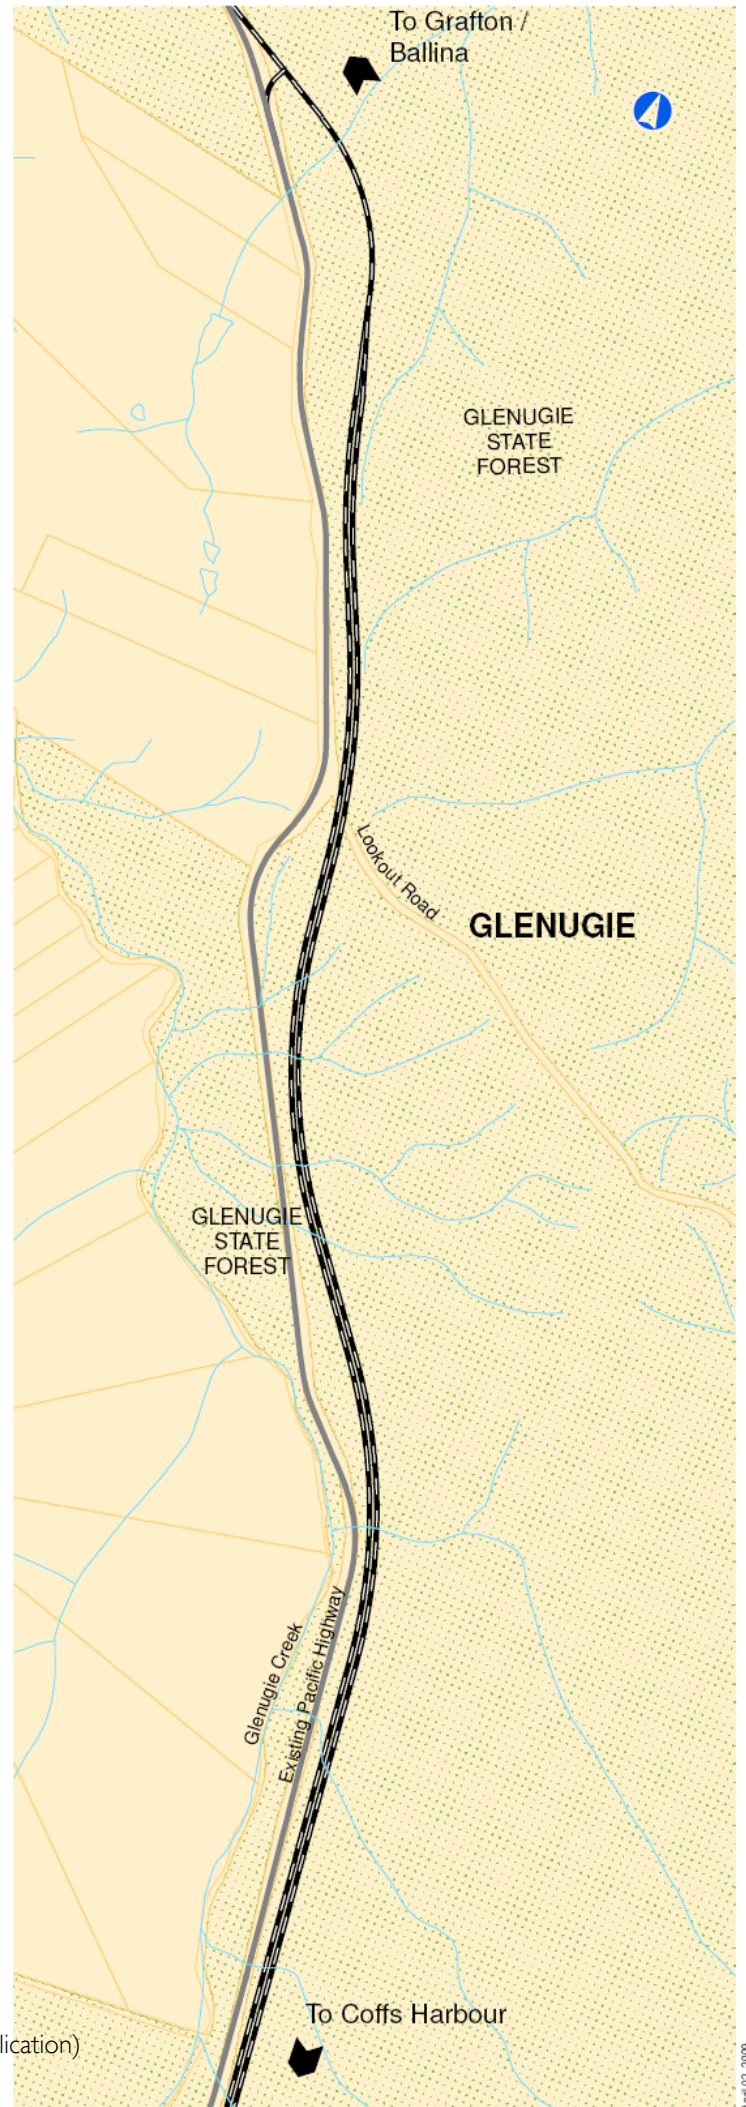 To Grafton /
Ballina
GLENUGIE
STATE
FOREST
Lookout Road
GLENUGIE
GLENUGIE
STATE
FOREST
Glenugie Creek
Existing Pacific Highway
To Coffs Harbour
lication)
2009